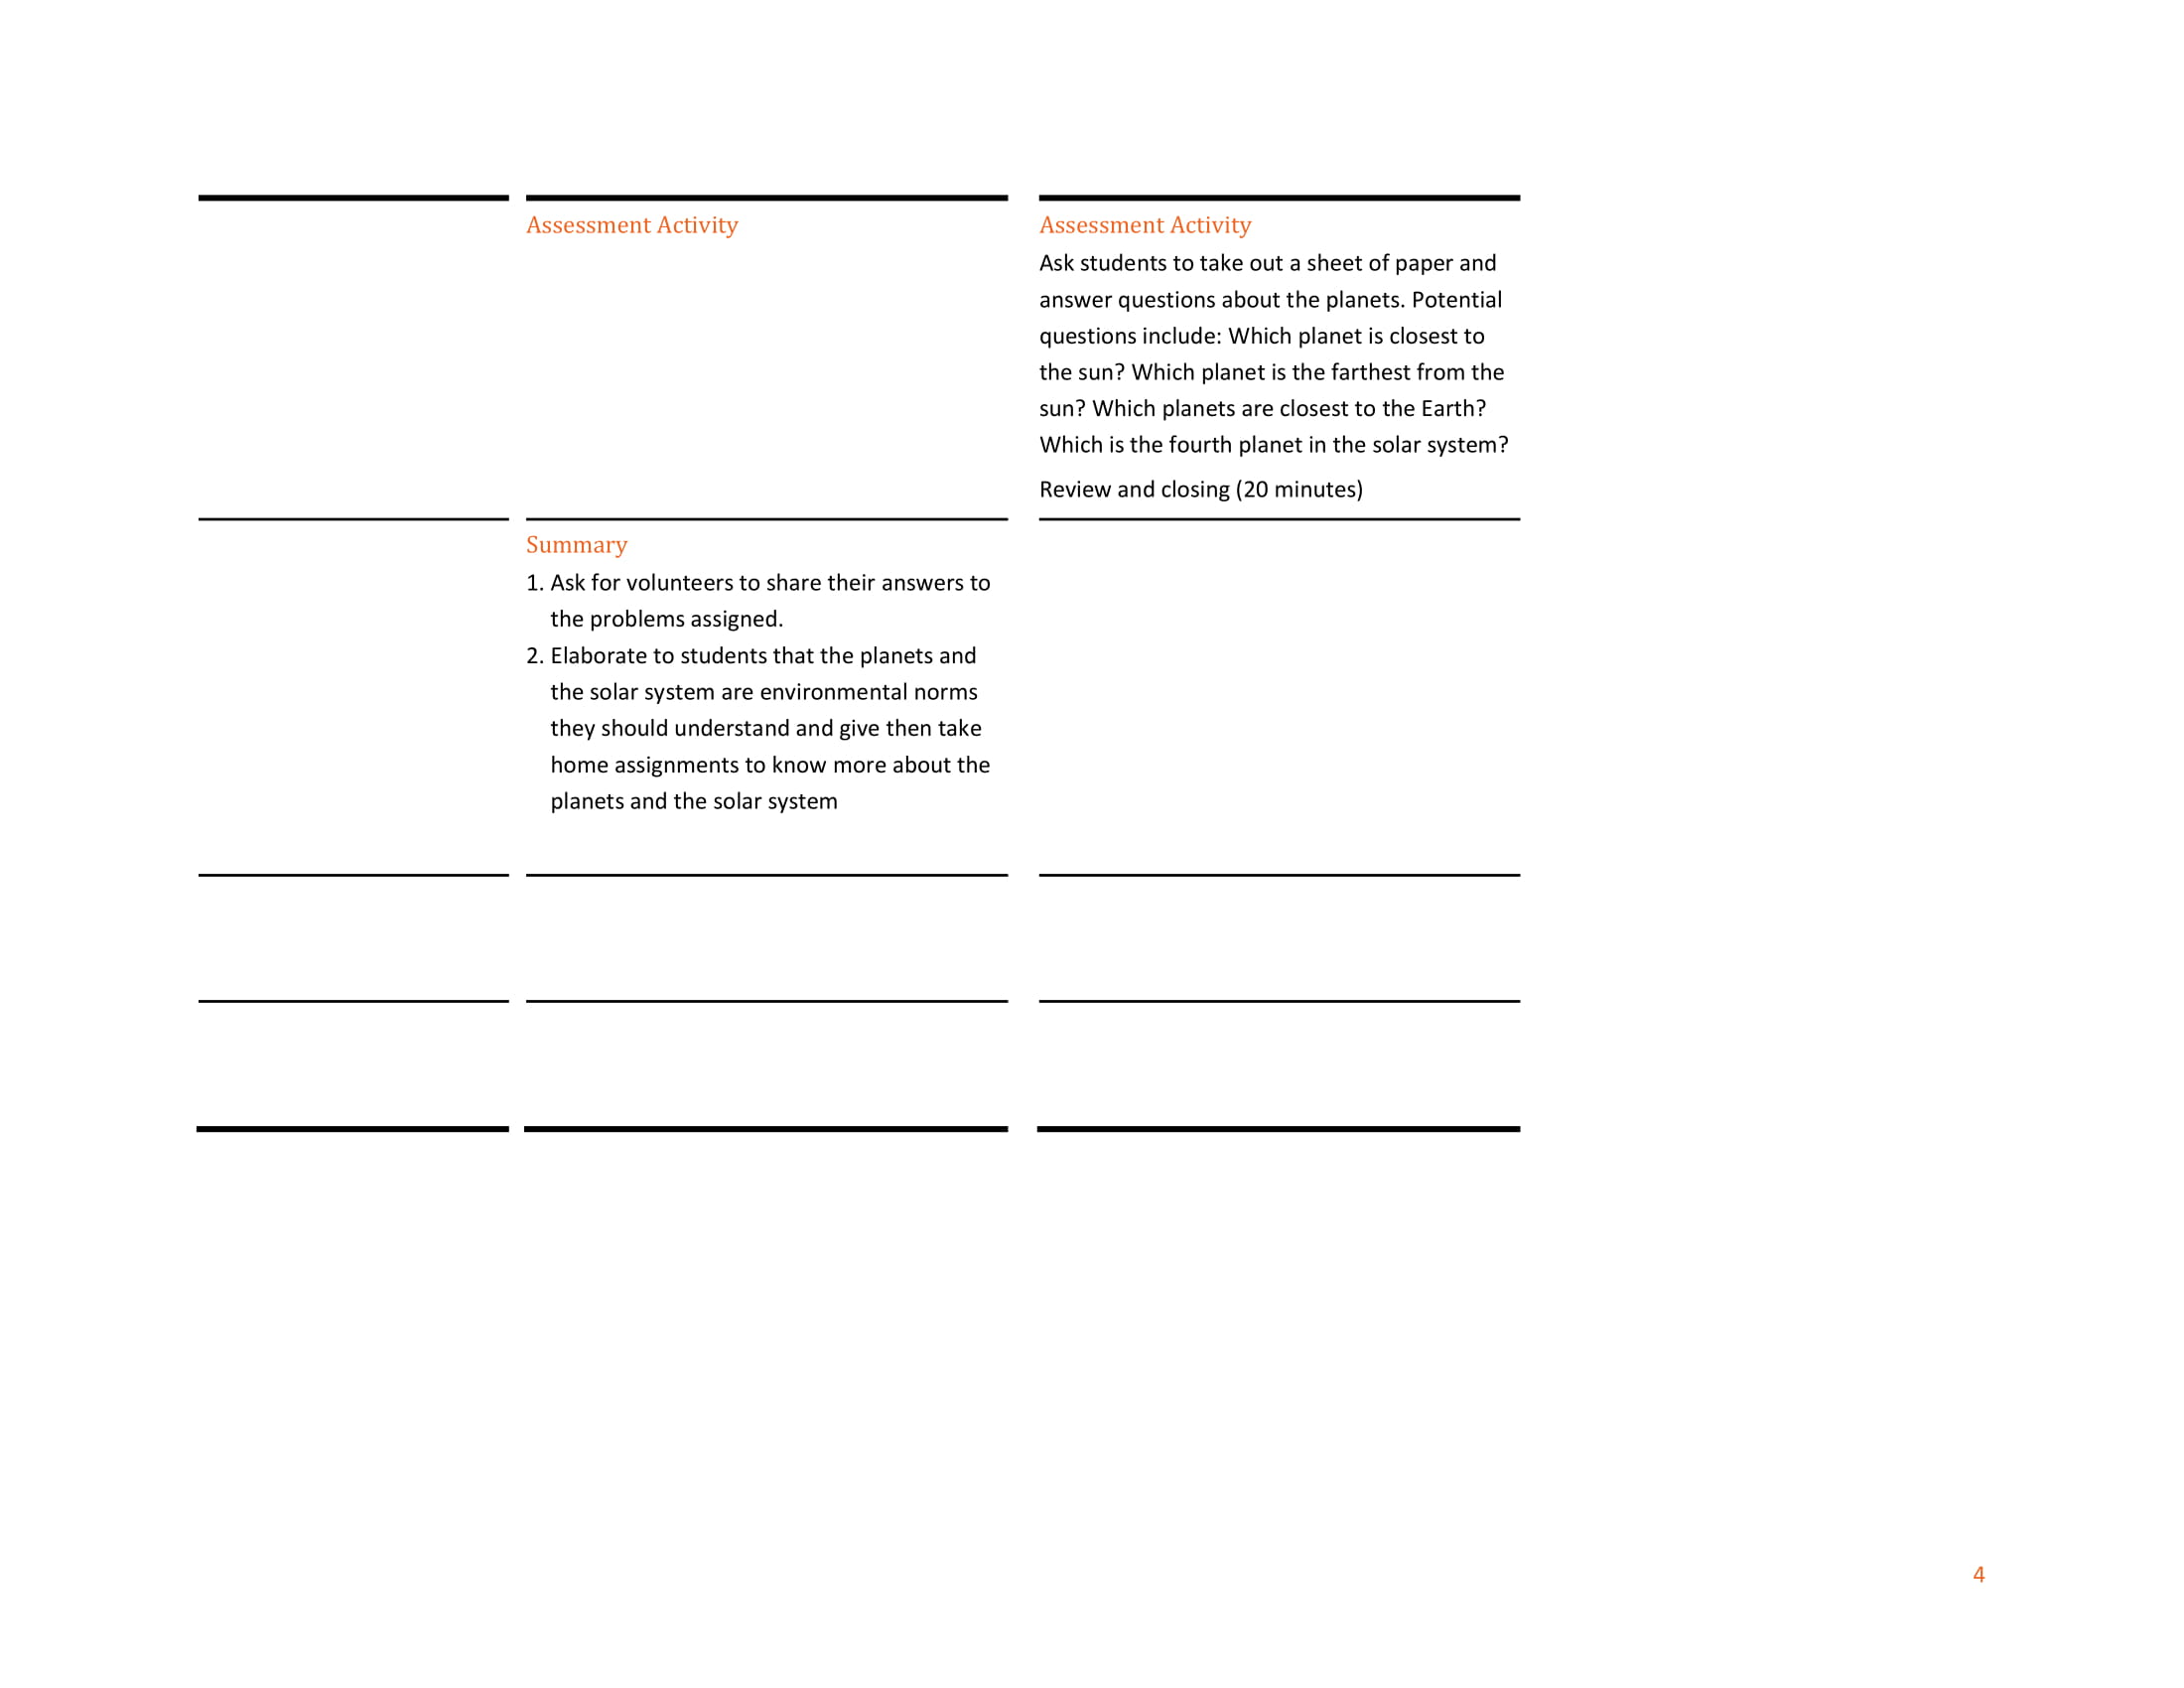 Assessment Activity
Assessment Activity
Ask students to take out a sheet of paper and
answer questions about the planets. Potential
questions include: Which planet is closest to
the sun? Which planet is the farthest from the
sun? Which planets are closest to the Earth?
Which is the fourth planet in the solar system?
Review and closing (20 minutes)
Summary
1. Ask for volunteers to share their answers to
the problems assigned.
2. Elaborate to students that the planets and
the solar system are environmental norms
they should understand and give then take
home assignments to know more about the
planets and the solar system
4